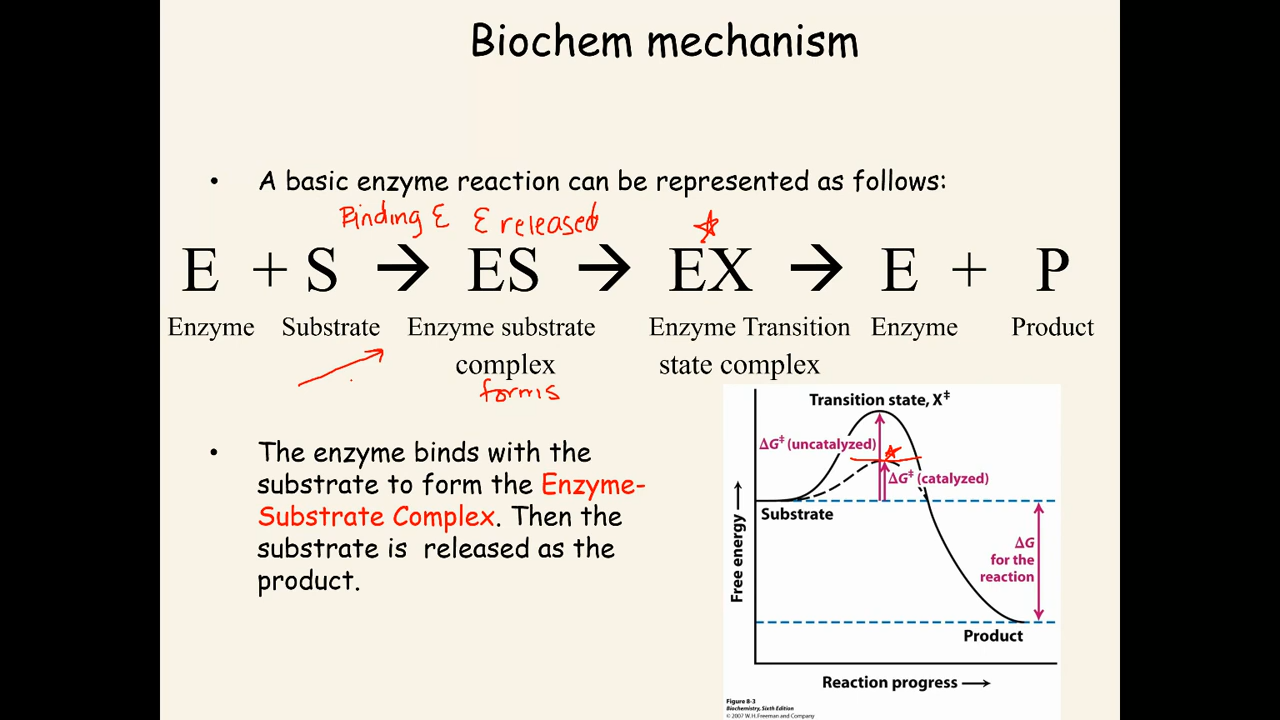 Biochem mechanism
• A basic enzyme reaction can be represented as follows:
Binding E E released
E + S → ES → EX → E + P
Enzyme Substrate Enzyme substrate Enzyme Transition Enzyme Product
complex state complex
forms
• The enzyme binds with the
substrate to form the Enzyme-
Substrate Complex. Then the
substrate is released as the
product.
Transition state, X‡
ΔG‡ (uncatalyzed)
ΔG‡ (catalyzed)
Substrate
ΔG
for the
reaction
Free energy →
Product
Reaction progress →
Figure 8-3
Biochemistry, Sixth Edition
© 2007 W.H. Freeman and Company